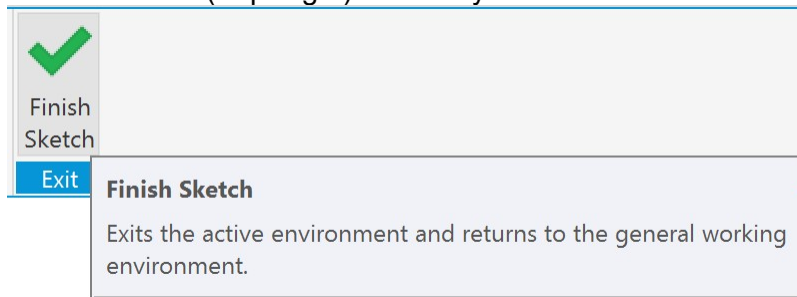 Finish
Sketch
Exit
Finish Sketch
Exits the active environment and returns to the general working
environment.